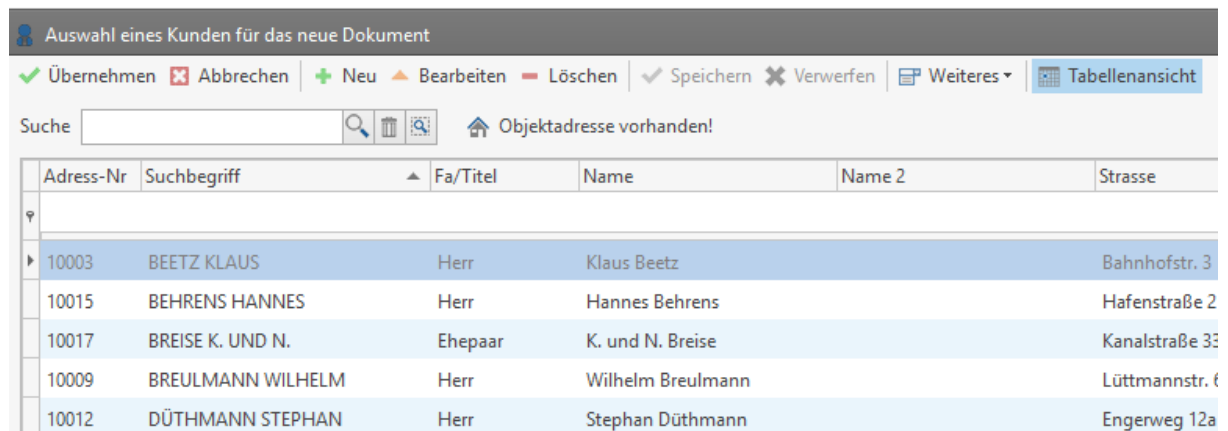 Auswahl eines Kunden für das neue Dokument
Übernehmen Abbrechen Neu Bearbeiten Löschen Speichern Verwerfen Weiteres Tabellenansicht
Suche Objektadresse vorhanden!
Adress-Nr Suchbegriff Fa/Titel Name Name 2 Strasse
10003 BEETZ KLAUS Herr Klaus Beetz Bahnhofstr. 3
10015 BEHRENS HANNES Herr Hannes Behrens Hafenstraße 2
10017 BREISE K. UND N. Ehepaar K. und N. Breise Kanalstraße 33
10009 BREULMANN WILHELM Herr Wilhelm Breulmann Lüttmannstr. 6
10012 DÜTHMANN STEPHAN Herr Stephan Düthmann Engerweg 12a